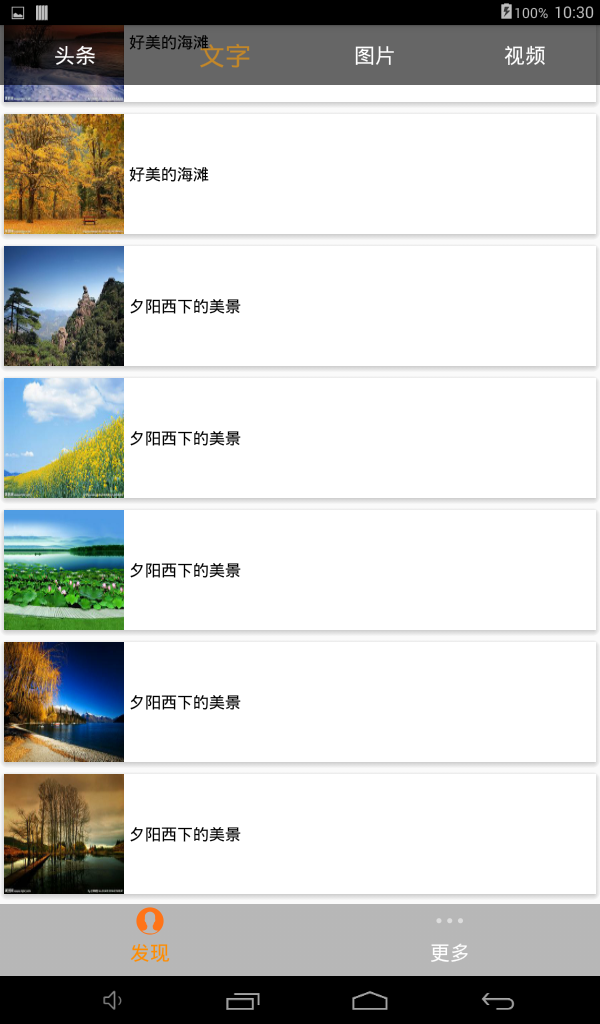 100% 10:30
好美的海滩
头条 文字 图片 视频
好美的海滩
夕阳西下的美景
夕阳西下的美景
夕阳西下的美景
夕阳西下的美景
夕阳西下的美景
发现 更多